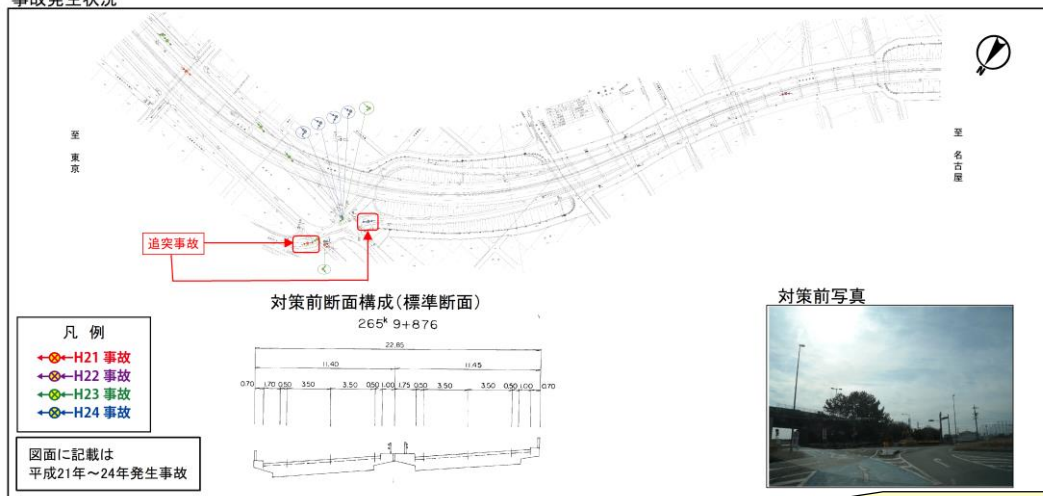 事故発生状況
N
至
東
京
至
名
古
屋
追突事故
対策前断面構成(標準断面)
265ᵏ 9+876
22.85
11.40 11.45
0.70 1.70 0.50 3.50 3.50 0.50 1.00 1.75 0.50 3.50 3.50 0.50 1.00 0.70
対策前写真
凡 例
H21 事故
H22 事故
H23 事故
H24 事故
図面に記載は
平成21年~24年発生事故